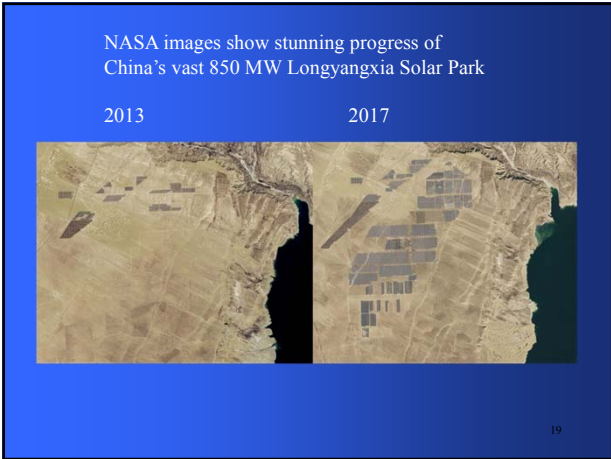 NASA images show stunning progress of
China’s vast 850 MW Longyangxia Solar Park
2013 2017
19